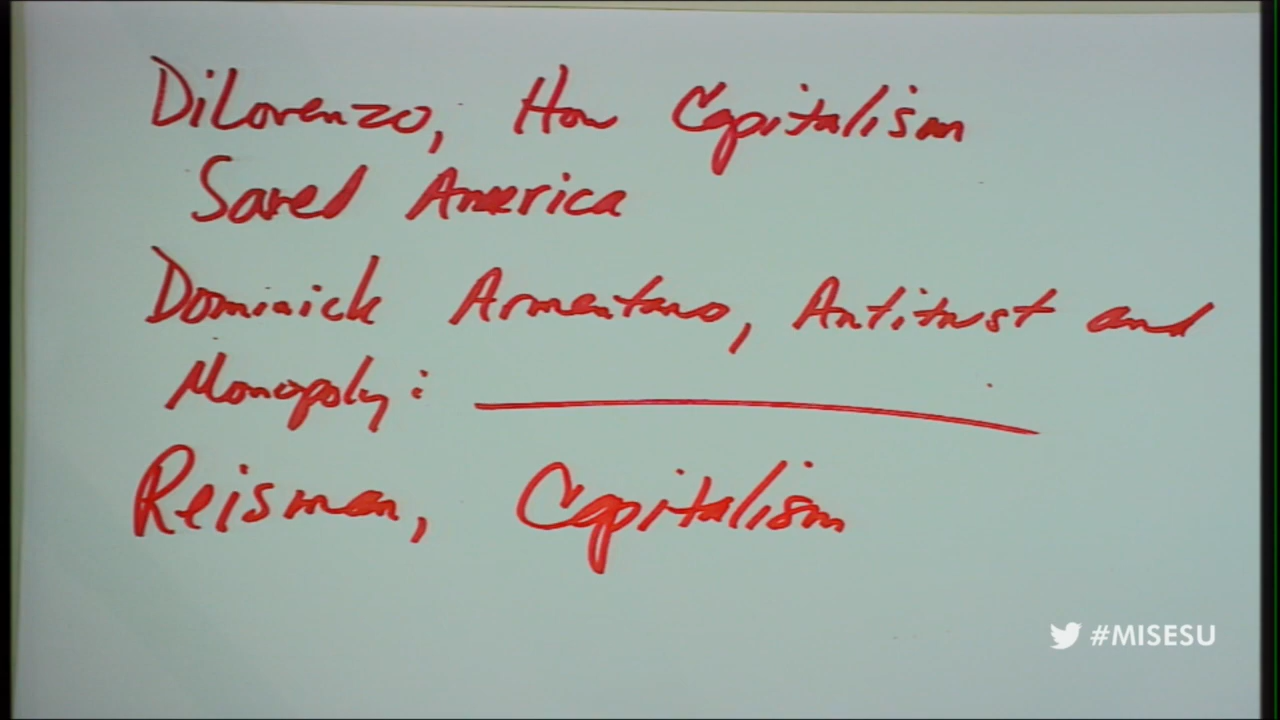 DiLorenzo, How Capitalism
Saved America
Dominick Armentano, Antitrust and
Monopoly:
Reisman, Capitalism
#MISESU